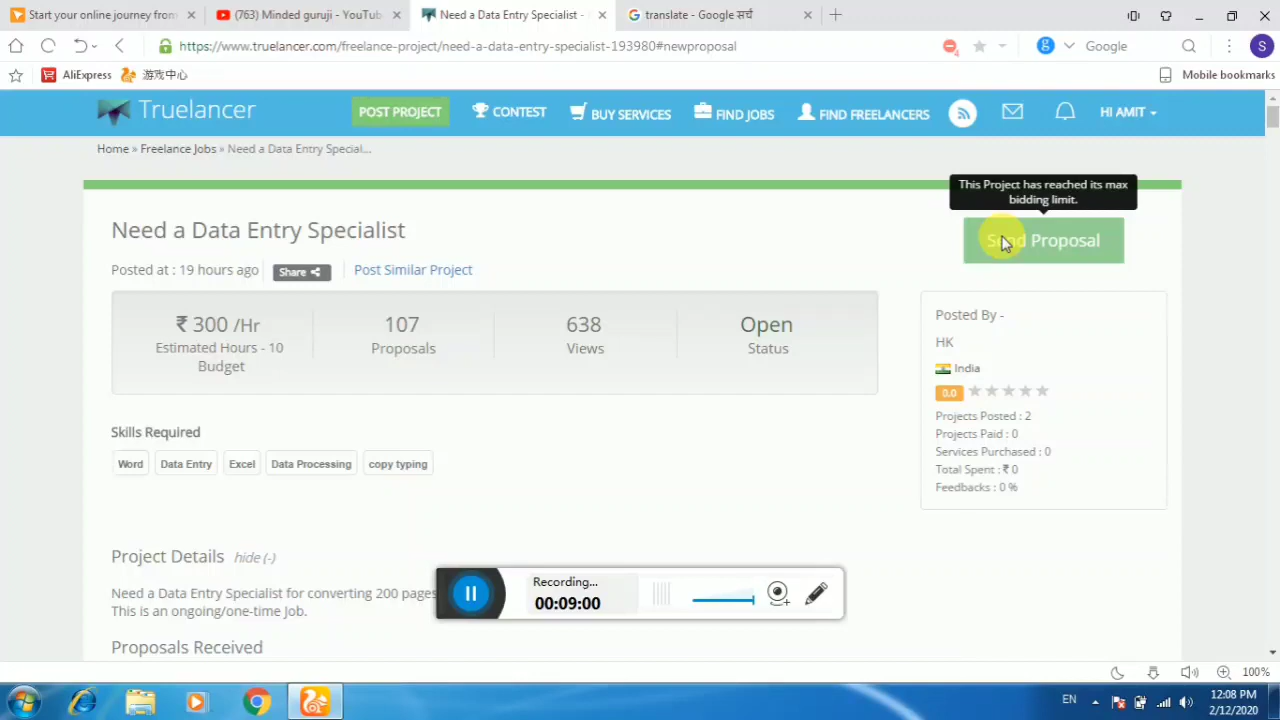 Start your online journey from
(763) Minded guruji - YouTub
Need a Data Entry Specialist -
translate - Google सर्च
https://www.truelancer.com/freelance-project/need-a-data-entry-specialist-193980#newproposal
4
g
Google
S
AliExpress
游戏中心
Mobile bookmarks
Truelancer
POST PROJECT
CONTEST
BUY SERVICES
FIND JOBS
FIND FREELANCERS
HI AMIT
Home » Freelance Jobs » Need a Data Entry Special...
This Project has reached its max
bidding limit.
Need a Data Entry Specialist
Send Proposal
Posted at : 19 hours ago
Share
Post Similar Project
₹ 300 /Hr
Estimated Hours - 10
Budget
107
Proposals
638
Views
Open
Status
Posted By -
HK
India
0.0
Projects Posted : 2
Projects Paid : 0
Services Purchased : 0
Total Spent : ₹ 0
Feedbacks : 0 %
Skills Required
Word
Data Entry
Excel
Data Processing
copy typing
Project Details hide (-)
Need a Data Entry Specialist for converting 200 pages
This is an ongoing/one-time Job.
Proposals Received
Recording...
00:09:00
100%
EN
12:08 PM
2/12/2020